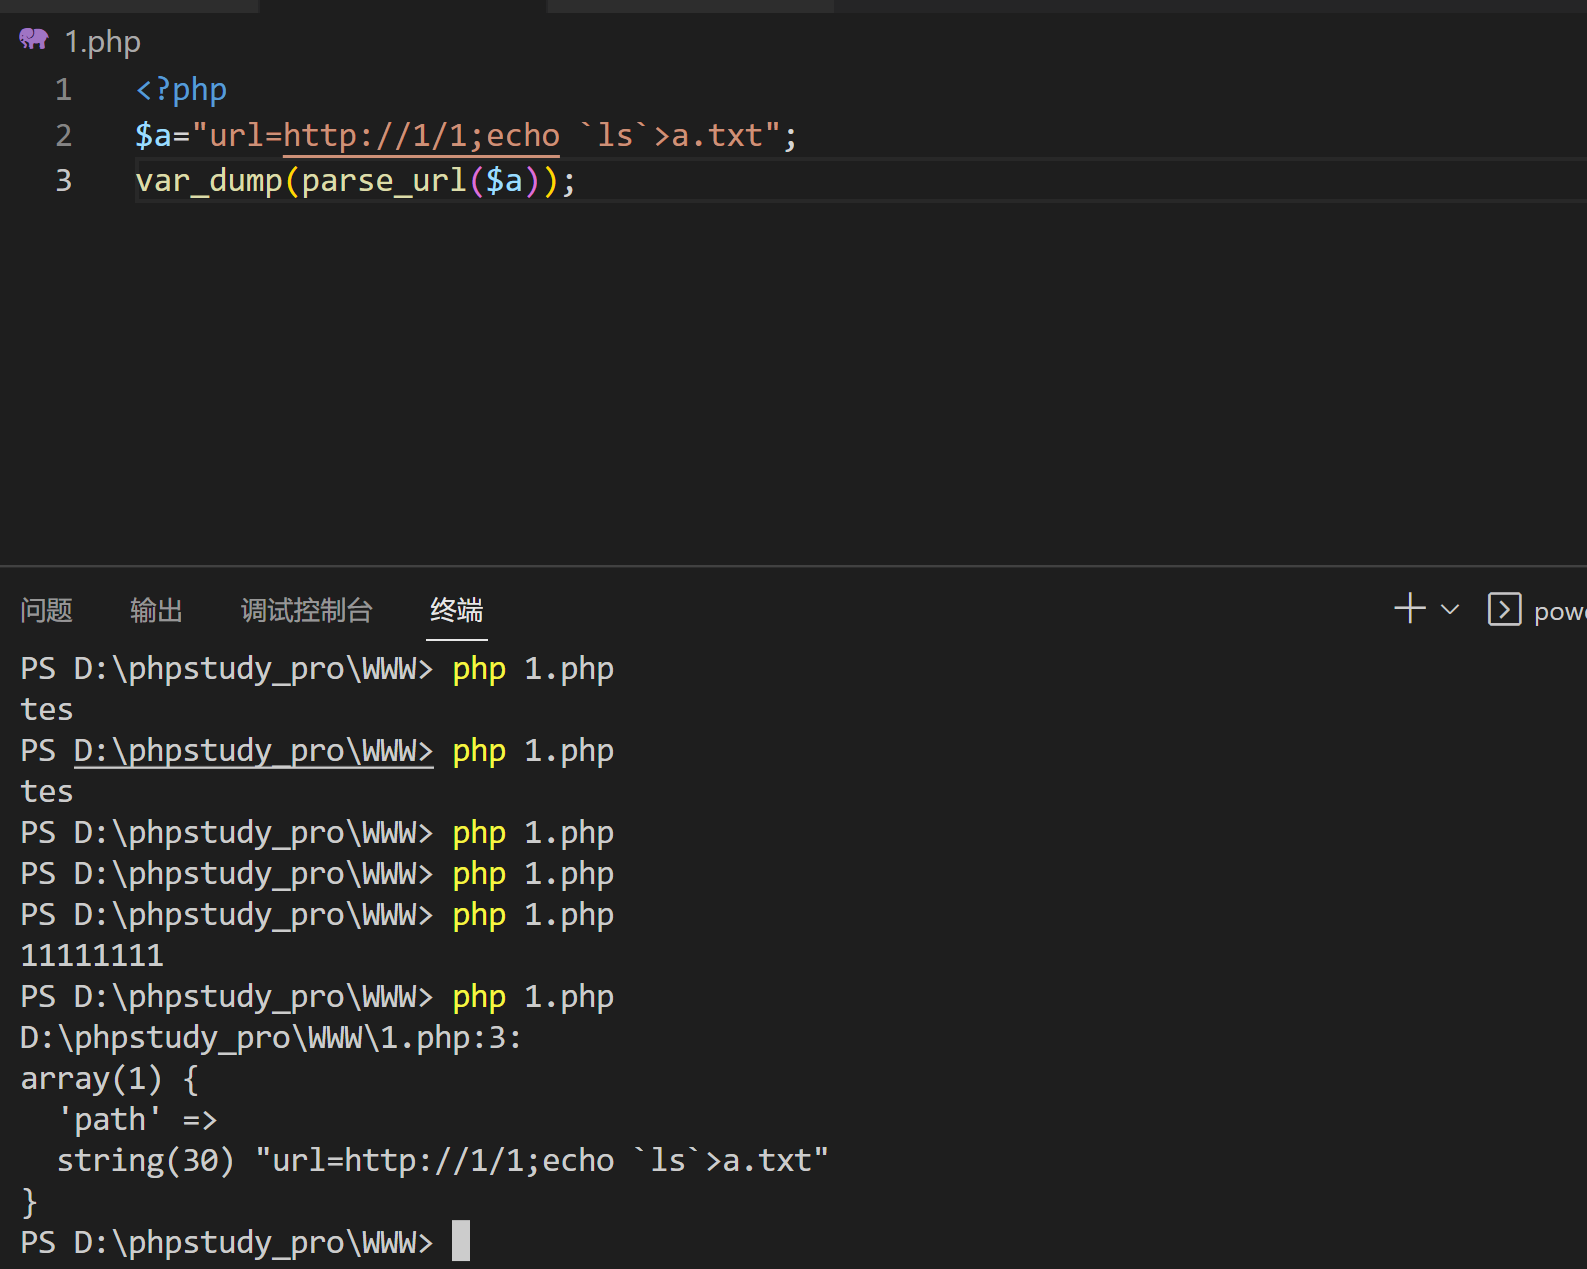 1.php
1 <?php
2 $a="url=http://1/1;echo `ls`>a.txt";
3 var_dump(parse_url($a));
问题 输出 调试控制台 终端 powe
PS D:\phpstudy_pro\WWW> php 1.php
tes
PS D:\phpstudy_pro\WWW> php 1.php
tes
PS D:\phpstudy_pro\WWW> php 1.php
PS D:\phpstudy_pro\WWW> php 1.php
PS D:\phpstudy_pro\WWW> php 1.php
11111111
PS D:\phpstudy_pro\WWW> php 1.php
D:\phpstudy_pro\WWW\1.php:3:
array(1) {
  'path' =>
  string(30) "url=http://1/1;echo `ls`>a.txt"
}
PS D:\phpstudy_pro\WWW>